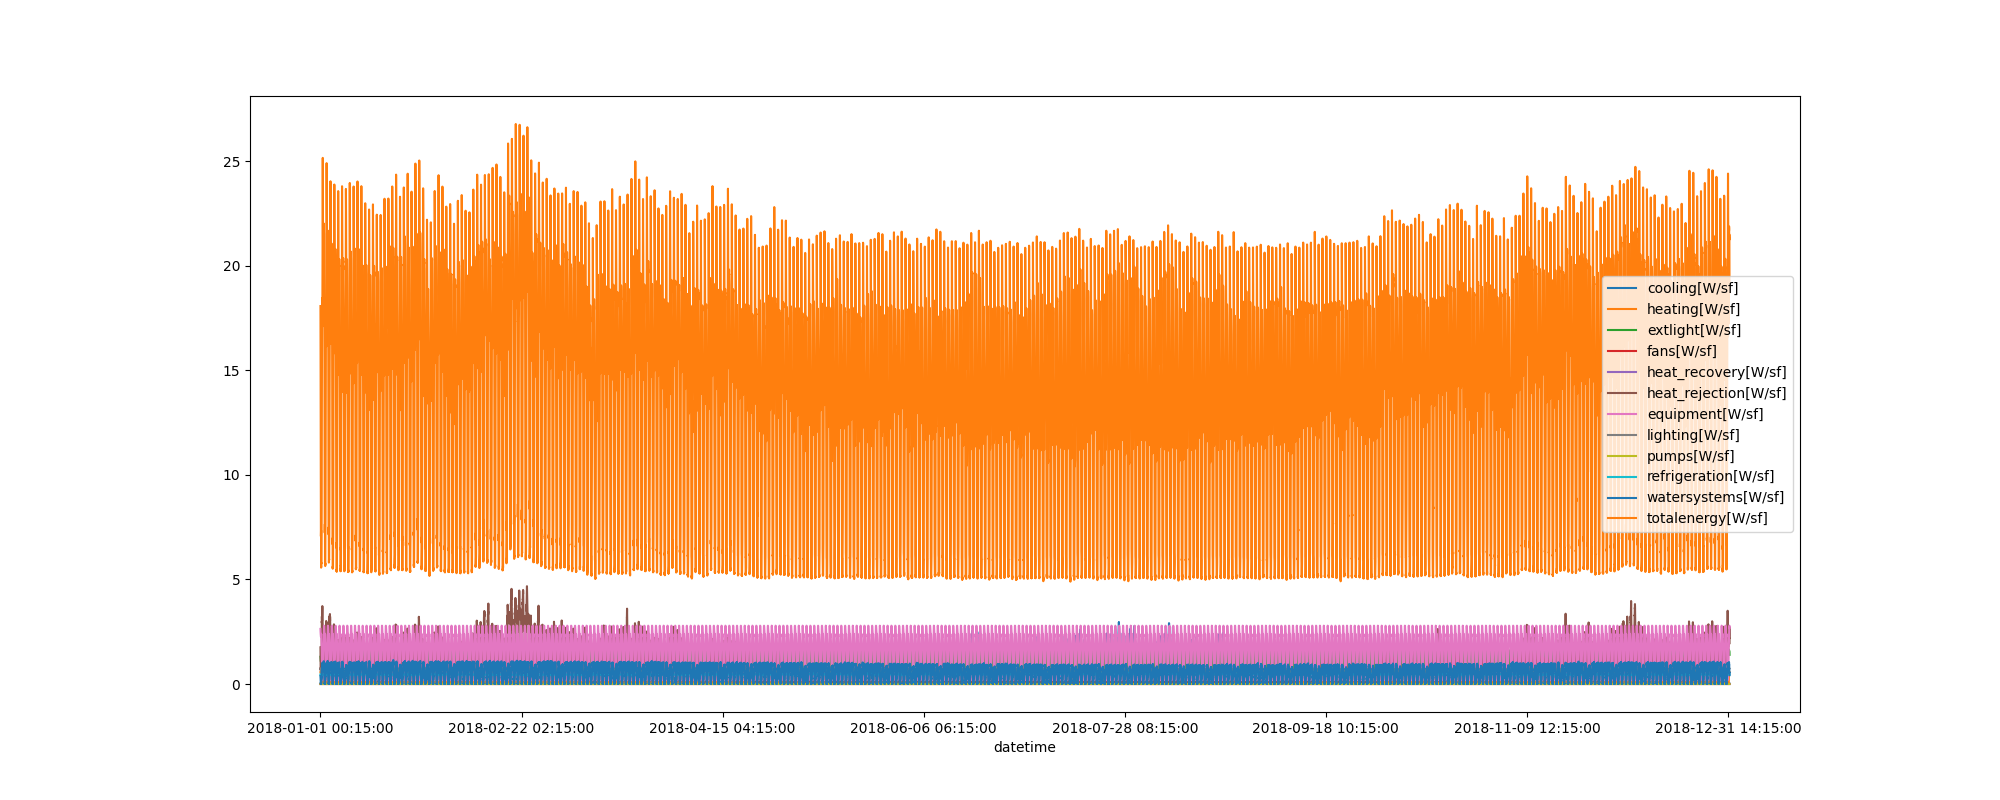 25
20
15
10
5
0
cooling[W/sf]
heating[W/sf]
extlight[W/sf]
fans[W/sf]
heat_recovery[W/sf]
heat_rejection[W/sf]
equipment[W/sf]
lighting[W/sf]
pumps[W/sf]
refrigeration[W/sf]
watersystems[W/sf]
totalenergy[W/sf]
2018-01-01 00:15:00 2018-02-22 02:15:00 2018-04-15 04:15:00 2018-06-06 06:15:00 2018-07-28 08:15:00 2018-09-18 10:15:00 2018-11-09 12:15:00 2018-12-31 14:15:00
datetime